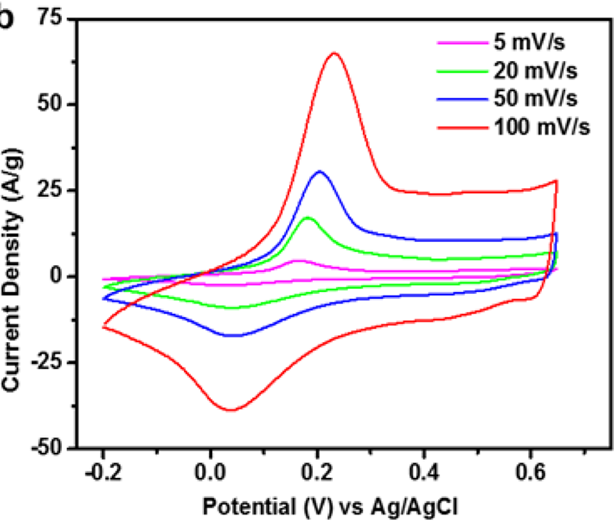 b
75
50
25
0
-25
-50
Current Density (A/g)
5 mV/s
20 mV/s
50 mV/s
100 mV/s
-0.2 0.0 0.2 0.4 0.6
Potential (V) vs Ag/AgCl